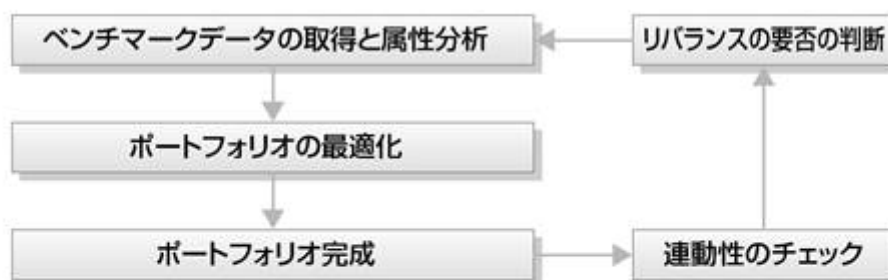 ベンチマークデータの取得と属性分析
リバランスの要否の判断
ポートフォリオの最適化
ポートフォリオ完成
連動性のチェック